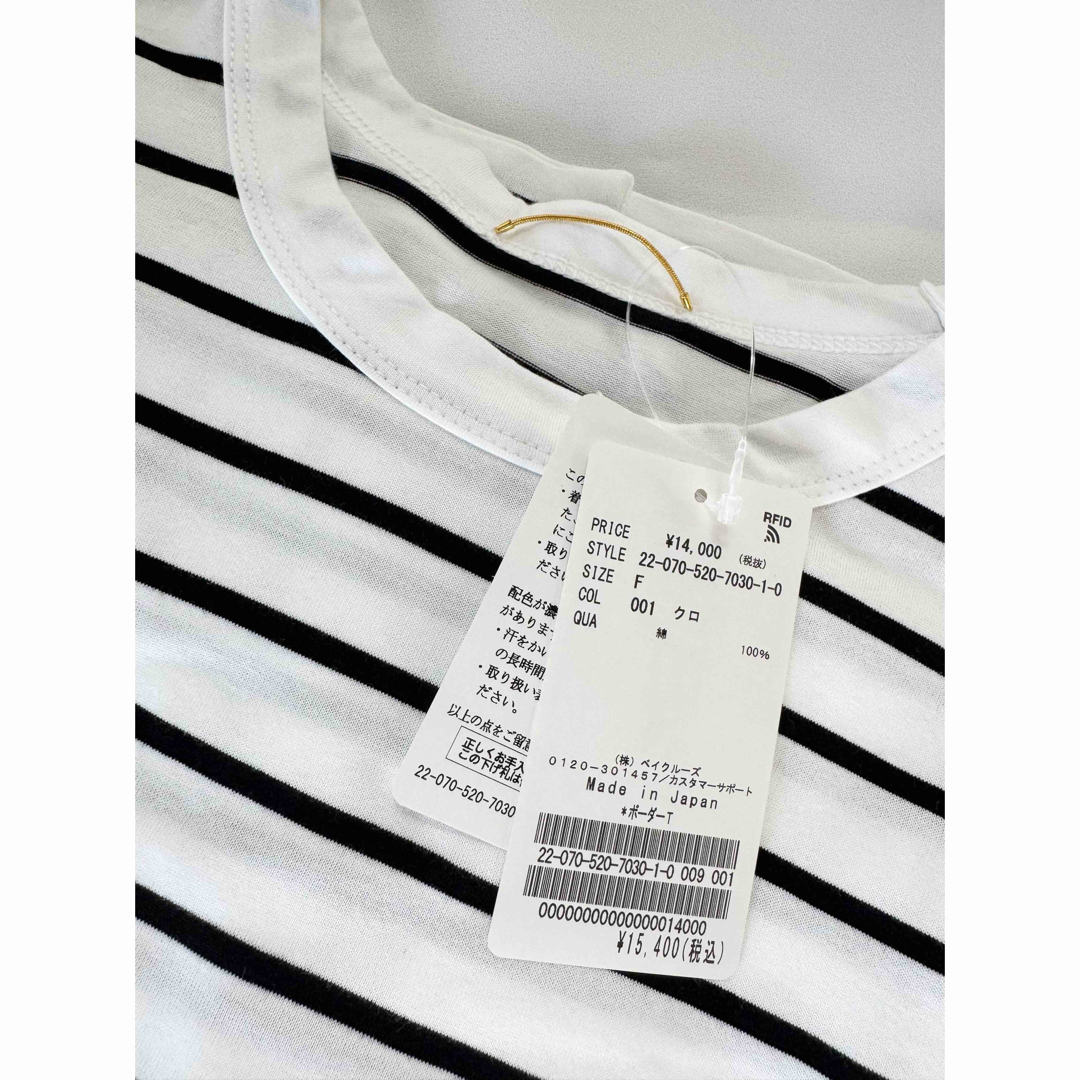 RFID
PRICE ¥14,000 (税抜)
STYLE 22-070-520-7030-1-0
SIZE F
COL 001 クロ
QUA 綿 100%
(株) ベイクルーズ
0120-301457/カスタマーサポート
Made in Japan
*ボーダーT
22-070-520-7030-1-0 009 001
00000000000000014000
¥15,400(税込)
この
・着
た
にこ
・取り
ださい
配色が濃
がありま
・汗をかい
の長時間
・取り扱い
ださい。
以上の点をご留意
正しくお手入
この下げ札は
22-070-520-7030